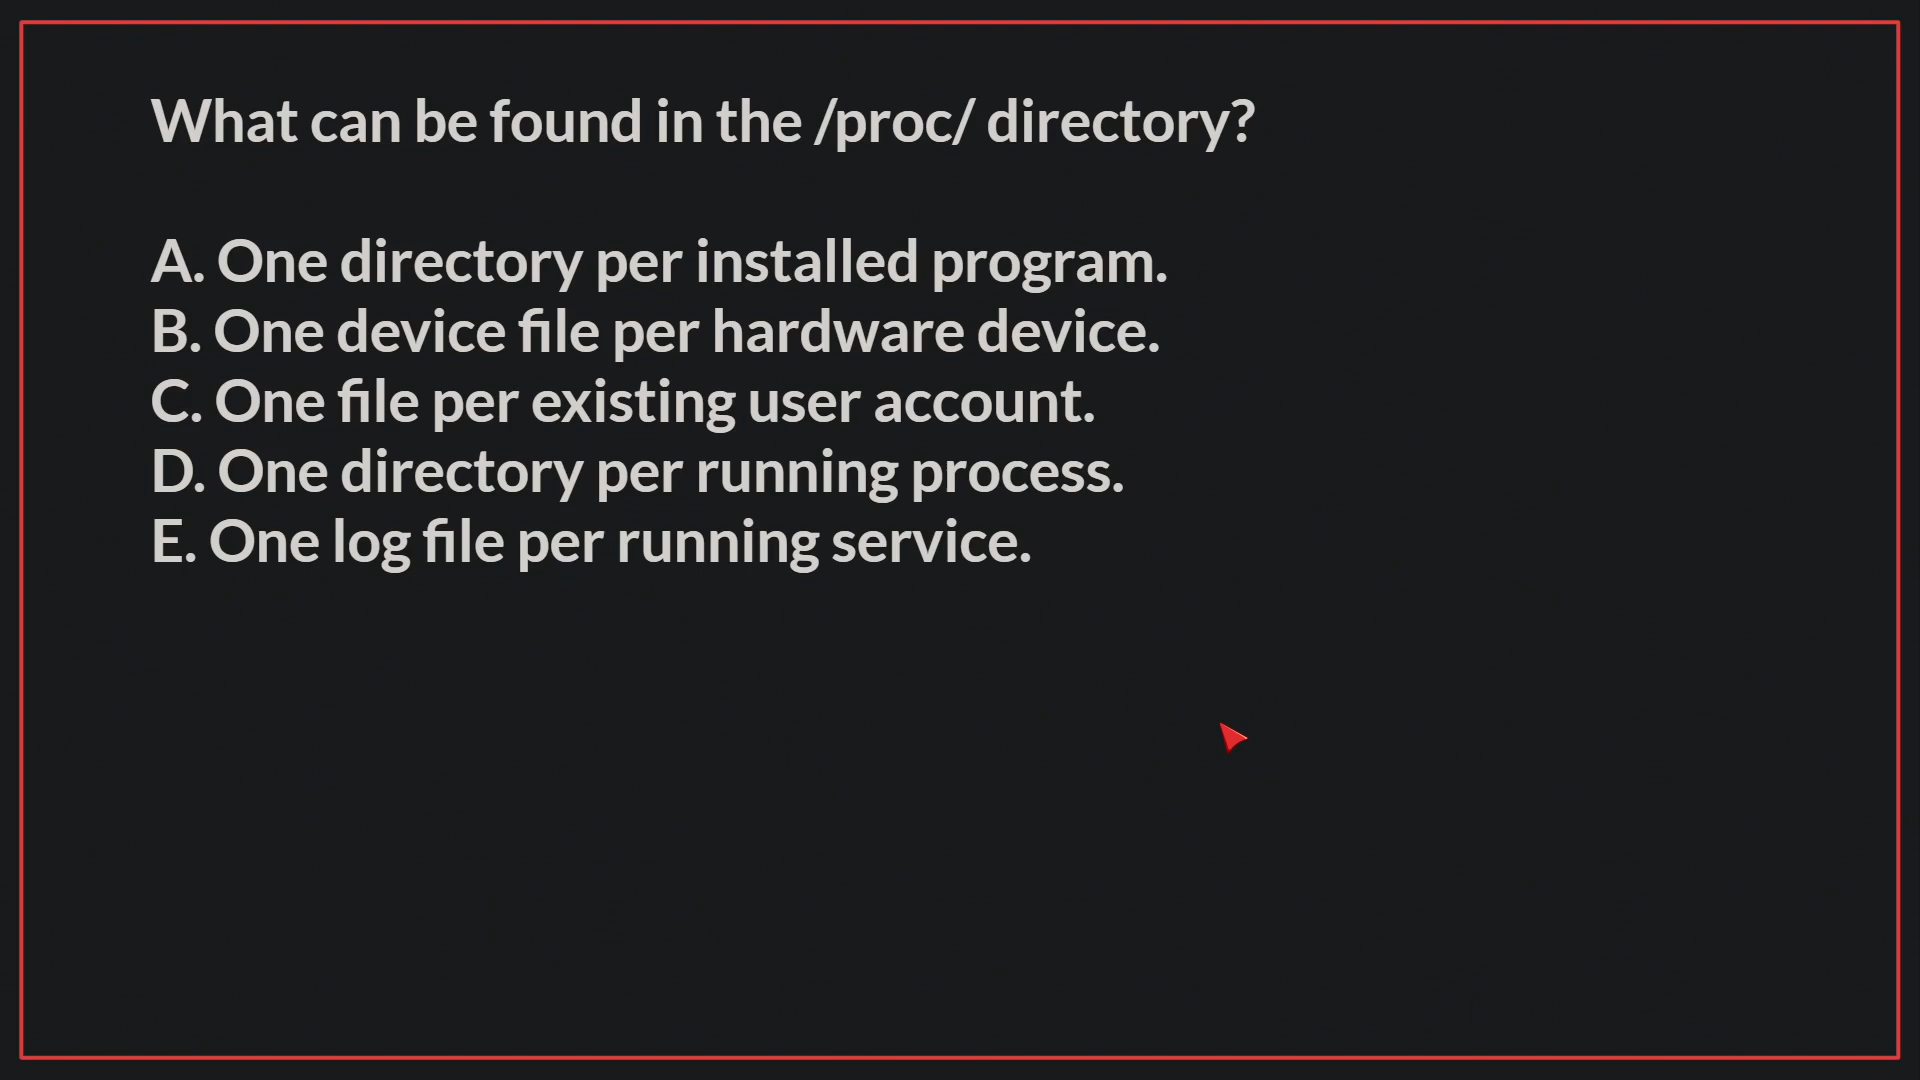 What can be found in the /proc/ directory?
A. One directory per installed program.
B. One device file per hardware device.
C. One file per existing user account.
D. One directory per running process.
E. One log file per running service.